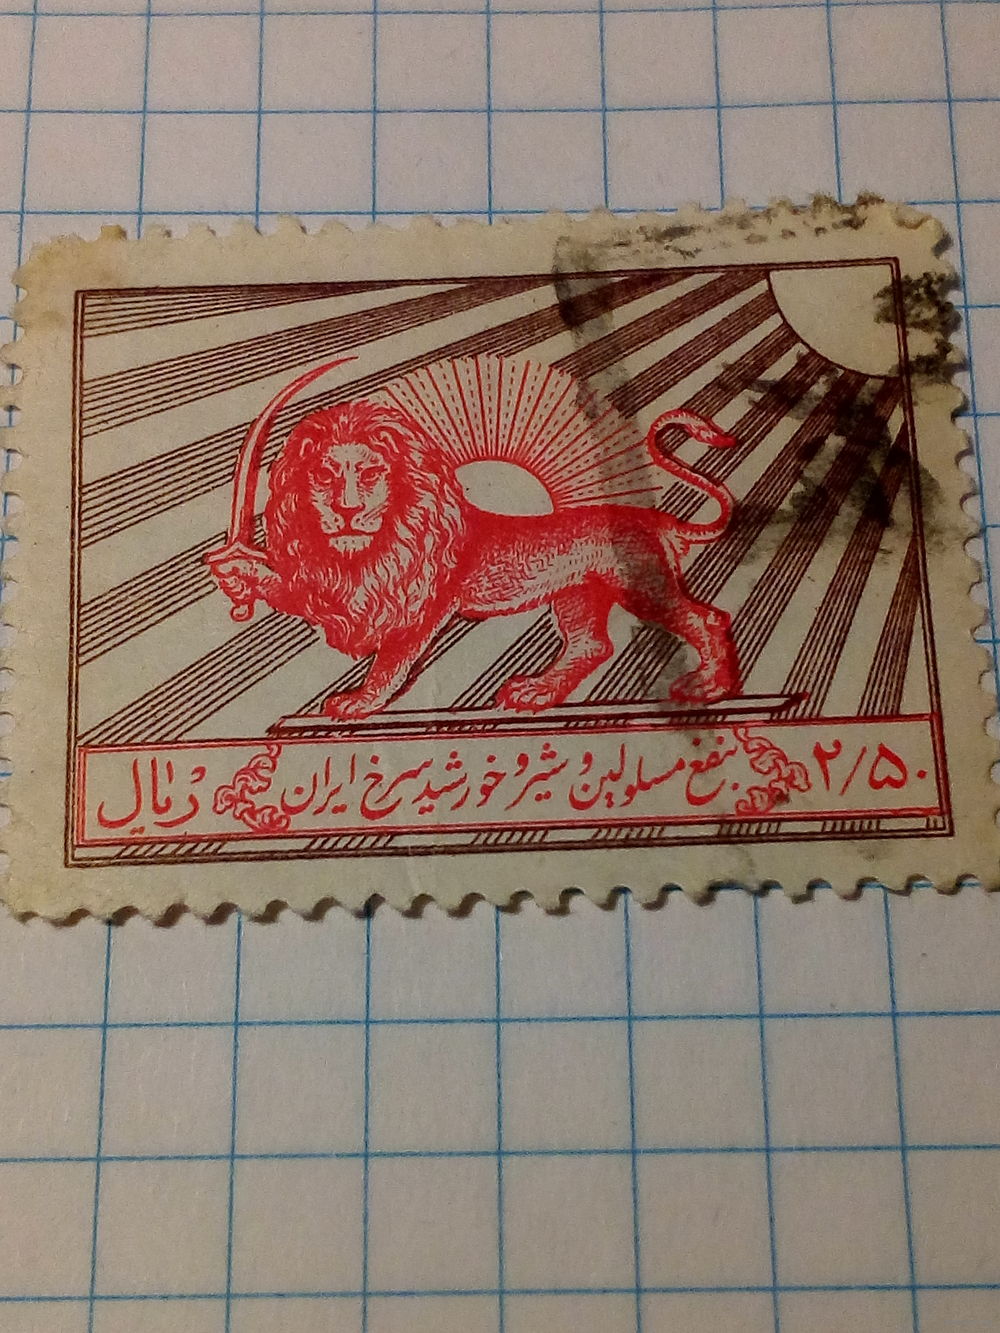 ۲/۵۰ بنفع مسلولین و شیر و خورشید سرخ ایران ریال